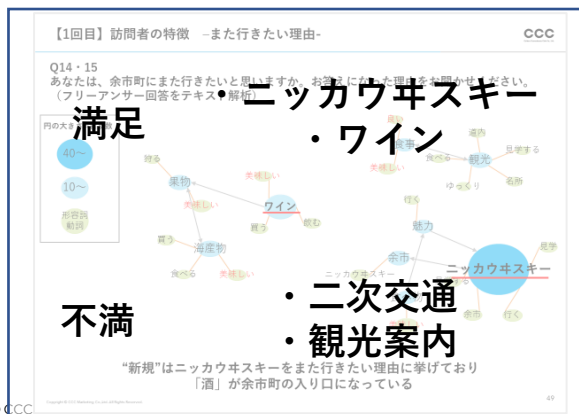 【1回目】訪問者の特徴 –また行きたい理由-
CCC
Q14・15
あなたは、余市町にまた行きたいと思いますか。お答えになった理由をお聞かせください。
（フリーアンサー回答をテキスト解析）
・ニッカウヰスキー
満足
・ワイン
円の大き
40～
10～
形容詞
動詞
食事
道内
見学する
食べる
観光
ゆっくり
名所
採る
果物
美味しい
美味しい
ワイン
買う
飲む
買う
海産物
食べる
美味しい
行く
魅力
余市
ニッカウヰスキー
見学
ニッカウヰスキー
する
余市
行く
不満
・二次交通
・観光案内
“新規”はニッカウヰスキーをまた行きたい理由に挙げており
「酒」が余市町の入り口になっている
49